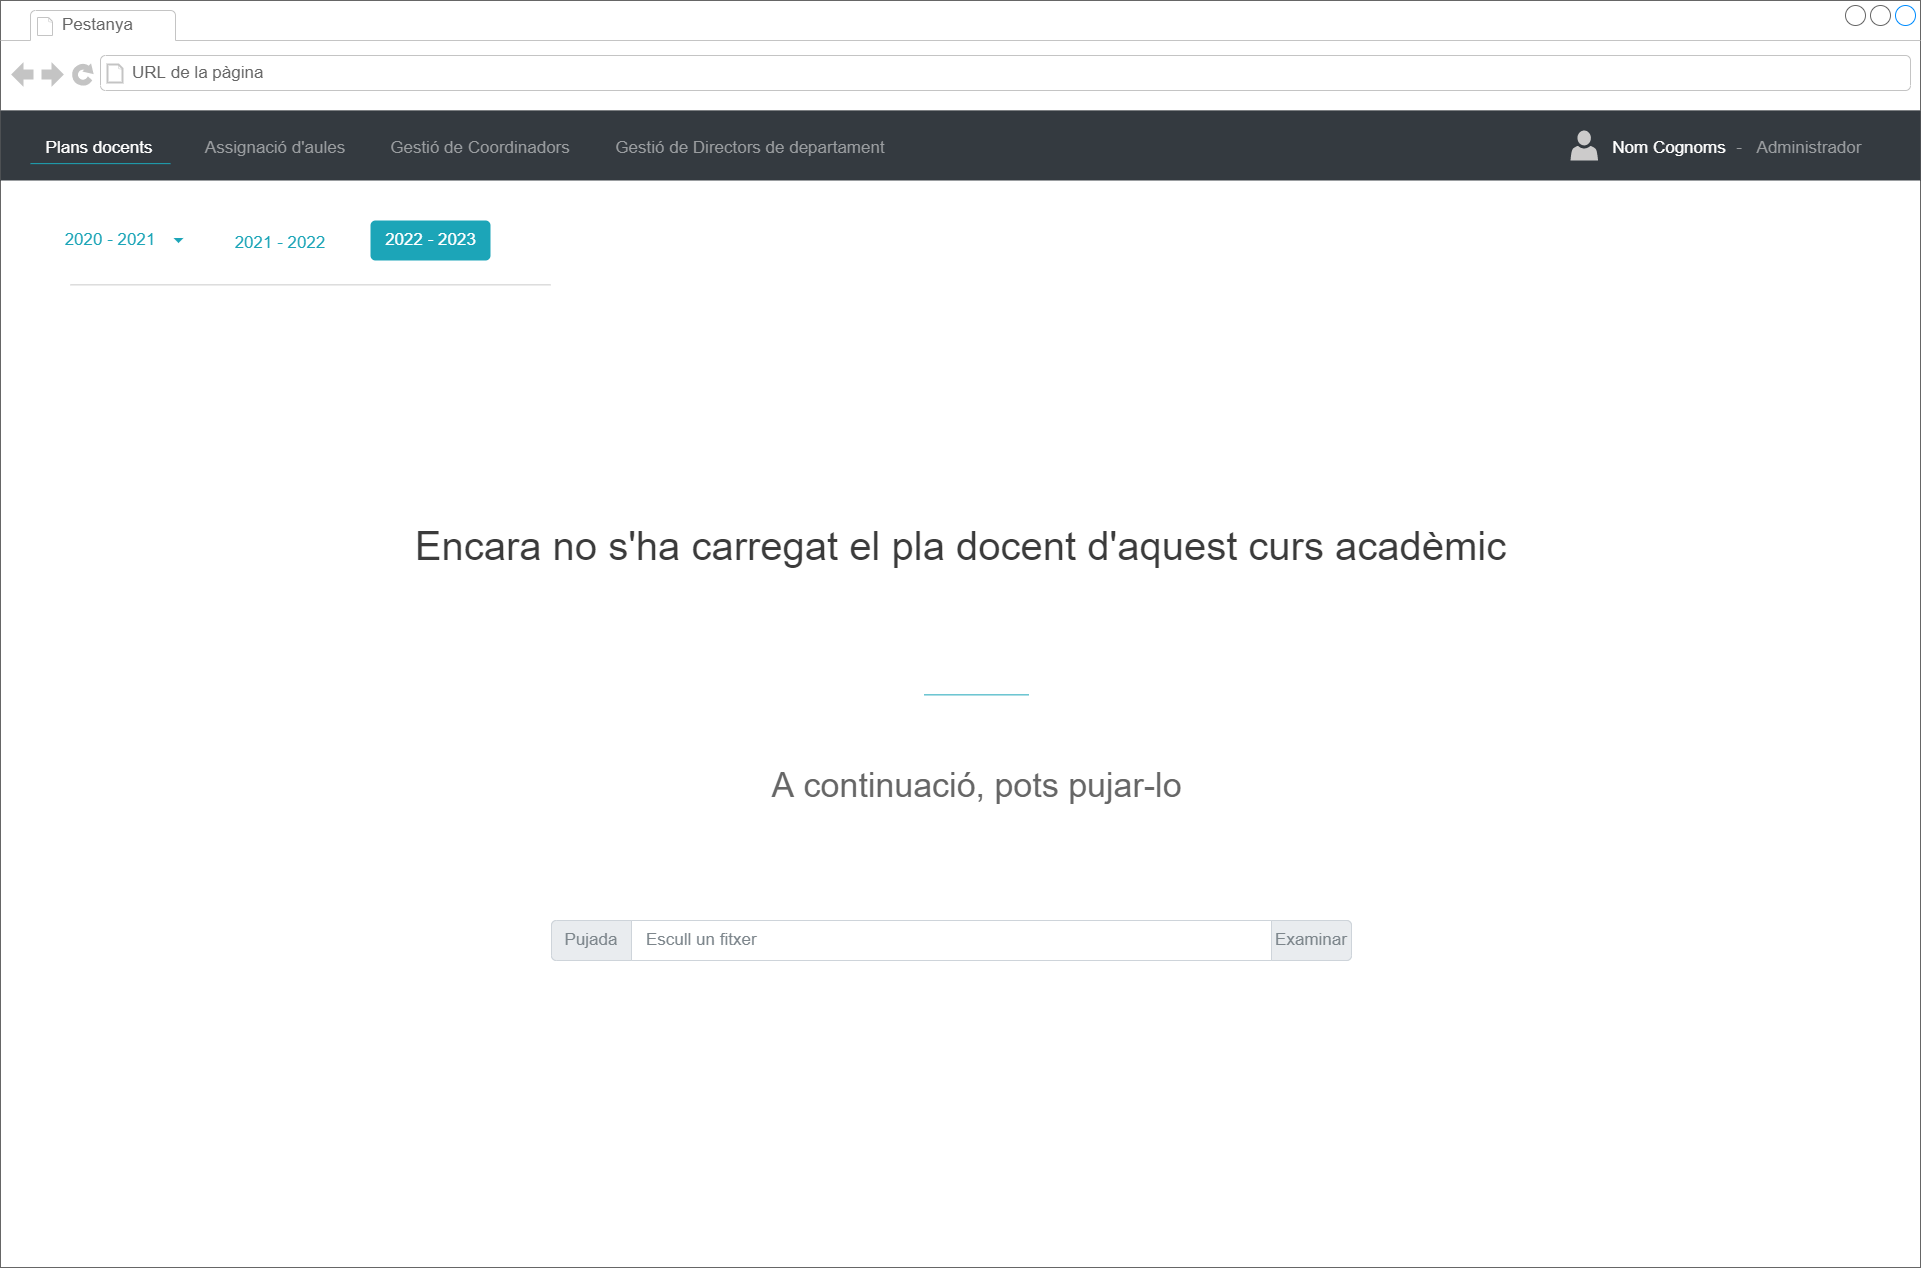 Pestanya
URL de la pàgina
Plans docents Assignació d'aules Gestió de Coordinadors Gestió de Directors de departament Nom Cognoms - Administrador
2020 - 2021 2021 - 2022 2022 - 2023
Encara no s'ha carregat el pla docent d'aquest curs acadèmic
A continuació, pots pujar-lo
Pujada Escull un fitxer Examinar